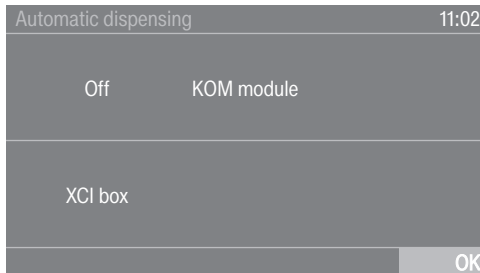 Automatic dispensing 11:02
Off KOM module
XCI box
OK